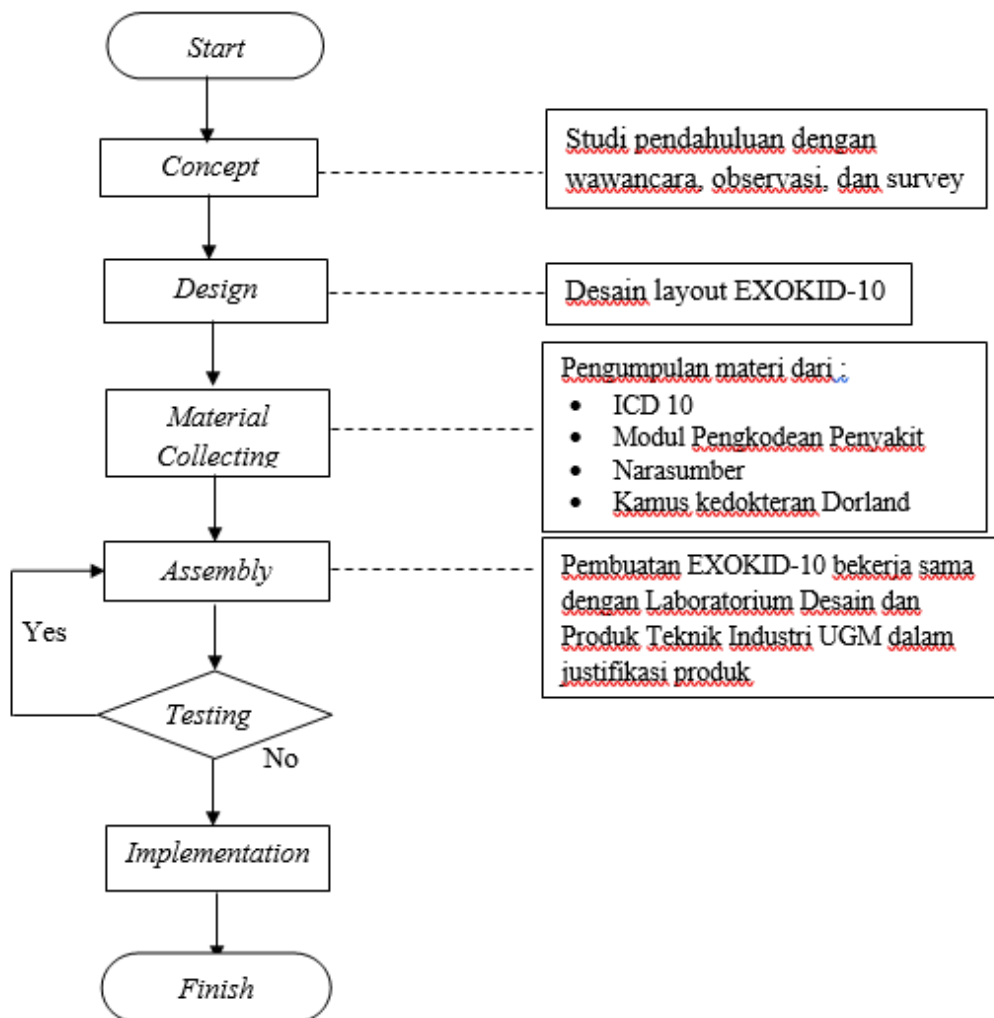 Start
Concept
Studi pendahuluan dengan
wawancara, observasi, dan survey
Design
Desain layout EXOKID-10
Material
Collecting
Pengumpulan materi dari :
• ICD 10
• Modul Pengkodean Penyakit
• Narasumber
• Kamus kedokteran Dorland
Assembly
Pembuatan EXOKID-10 bekerja sama
dengan Laboratorium Desain dan
Produk Teknik Industri UGM dalam
justifikasi produk
Yes
Testing
No
Implementation
Finish